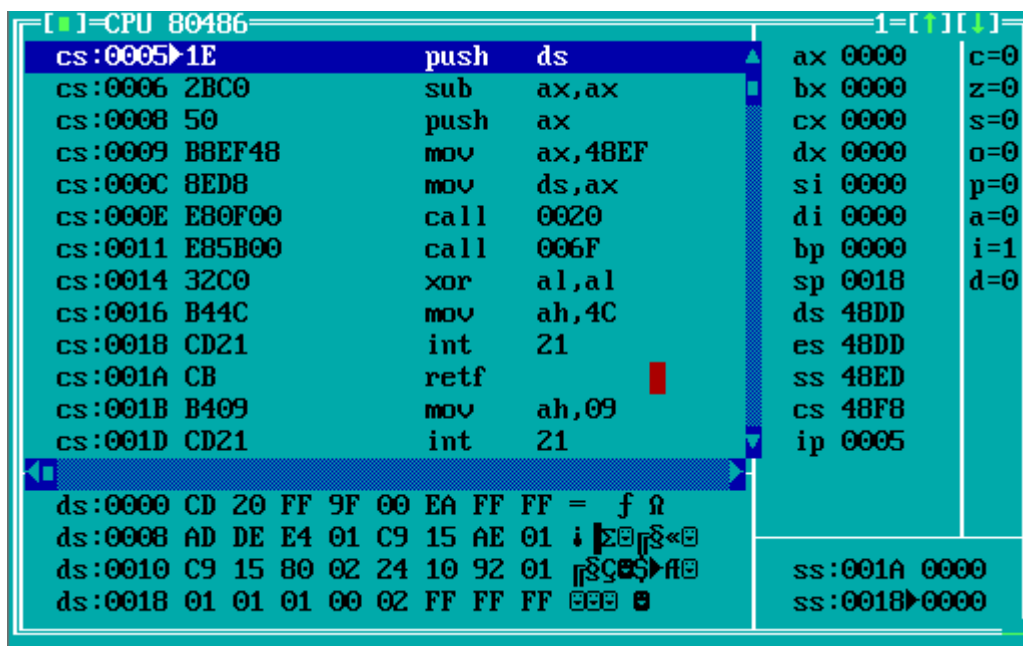 [■]=CPU 80486 1=[↑][↓]=
cs:0005►1E push ds ax 0000 c=0
cs:0006 2BC0 sub ax,ax bx 0000 z=0
cs:0008 50 push ax cx 0000 s=0
cs:0009 B8EF48 mov ax,48EF dx 0000 o=0
cs:000C 8ED8 mov ds,ax si 0000 p=0
cs:000E E80F00 call 0020 di 0000 a=0
cs:0011 E85B00 call 006F bp 0000 i=1
cs:0014 32C0 xor al,al sp 0018 d=0
cs:0016 B44C mov ah,4C ds 48DD
cs:0018 CD21 int 21 es 48DD
cs:001A CB retf ss 48ED
cs:001B B409 mov ah,09 cs 48F8
cs:001D CD21 int 21 ip 0005
ds:0000 CD 20 FF 9F 00 EA FF FF = ƒ Ω
ds:0008 AD DE E4 01 C9 15 AE 01 ¡▐Σ☺╔§«☺
ds:0010 C9 15 80 02 24 10 92 01 ╔§Ç☻$►Æ☺ ss:001A 0000
ds:0018 01 01 01 00 02 FF FF FF ☺☺☺ ☻ ss:0018►0000